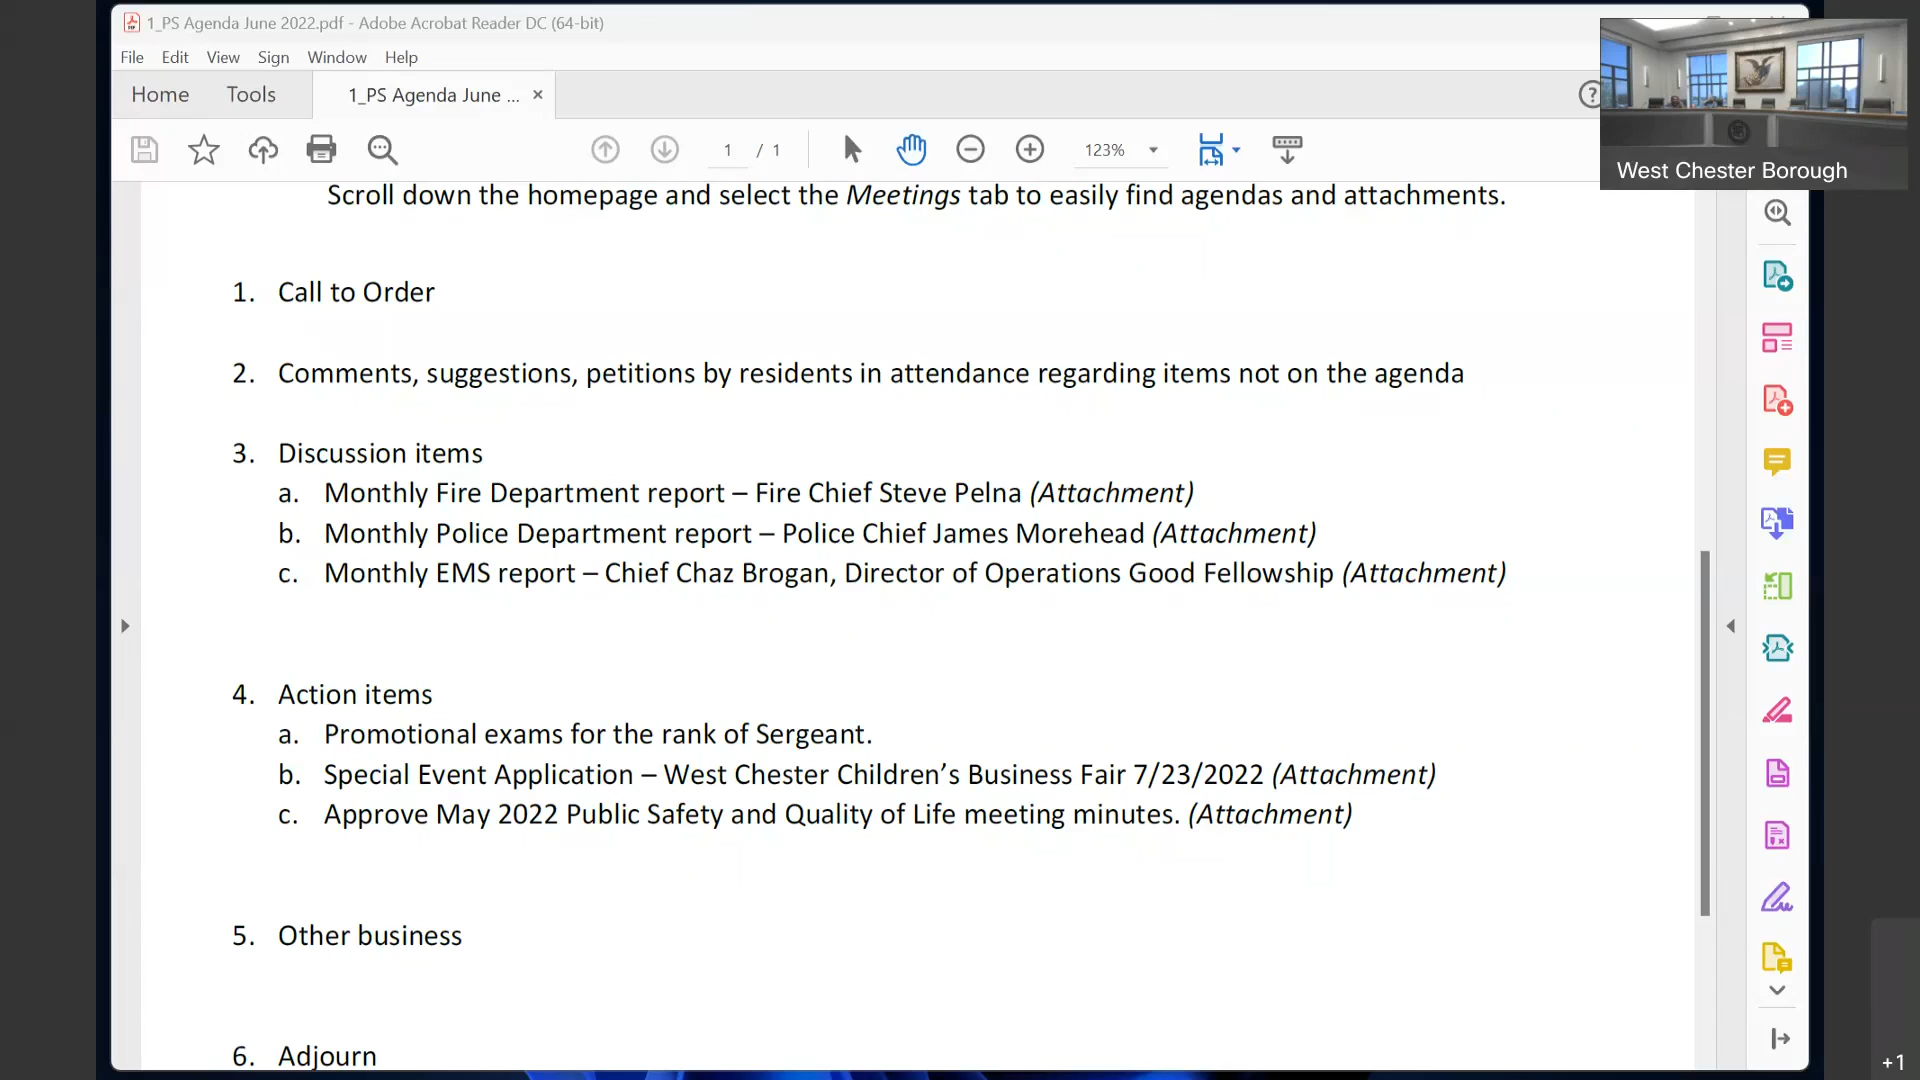 1_PS Agenda June 2022.pdf - Adobe Acrobat Reader DC (64-bit)
File Edit View Sign Window Help
Home Tools 1_PS Agenda June ... ×
1 / 1 123%
West Chester Borough
Scroll down the homepage and select the Meetings tab to easily find agendas and attachments.
1. Call to Order
2. Comments, suggestions, petitions by residents in attendance regarding items not on the agenda
3. Discussion items
a. Monthly Fire Department report – Fire Chief Steve Pelna (Attachment)
b. Monthly Police Department report – Police Chief James Morehead (Attachment)
c. Monthly EMS report – Chief Chaz Brogan, Director of Operations Good Fellowship (Attachment)
4. Action items
a. Promotional exams for the rank of Sergeant.
b. Special Event Application – West Chester Children’s Business Fair 7/23/2022 (Attachment)
c. Approve May 2022 Public Safety and Quality of Life meeting minutes. (Attachment)
5. Other business
6. Adjourn
+1